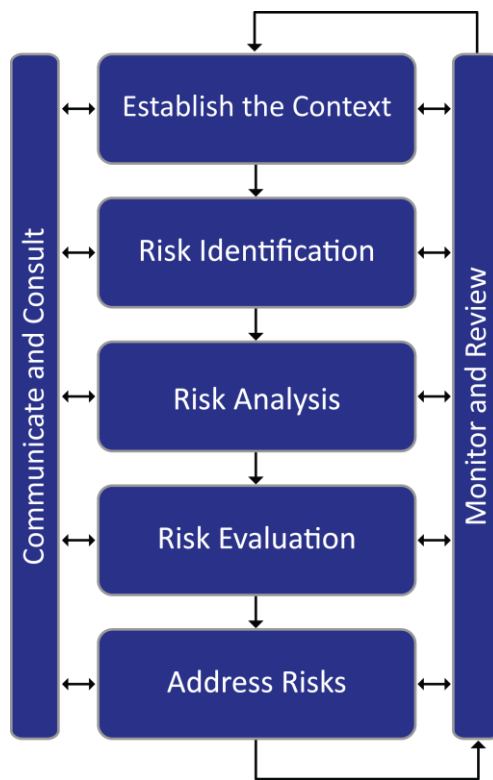 Establish the Context
Risk Identification
Risk Analysis
Risk Evaluation
Address Risks
Communicate and Consult
Monitor and Review